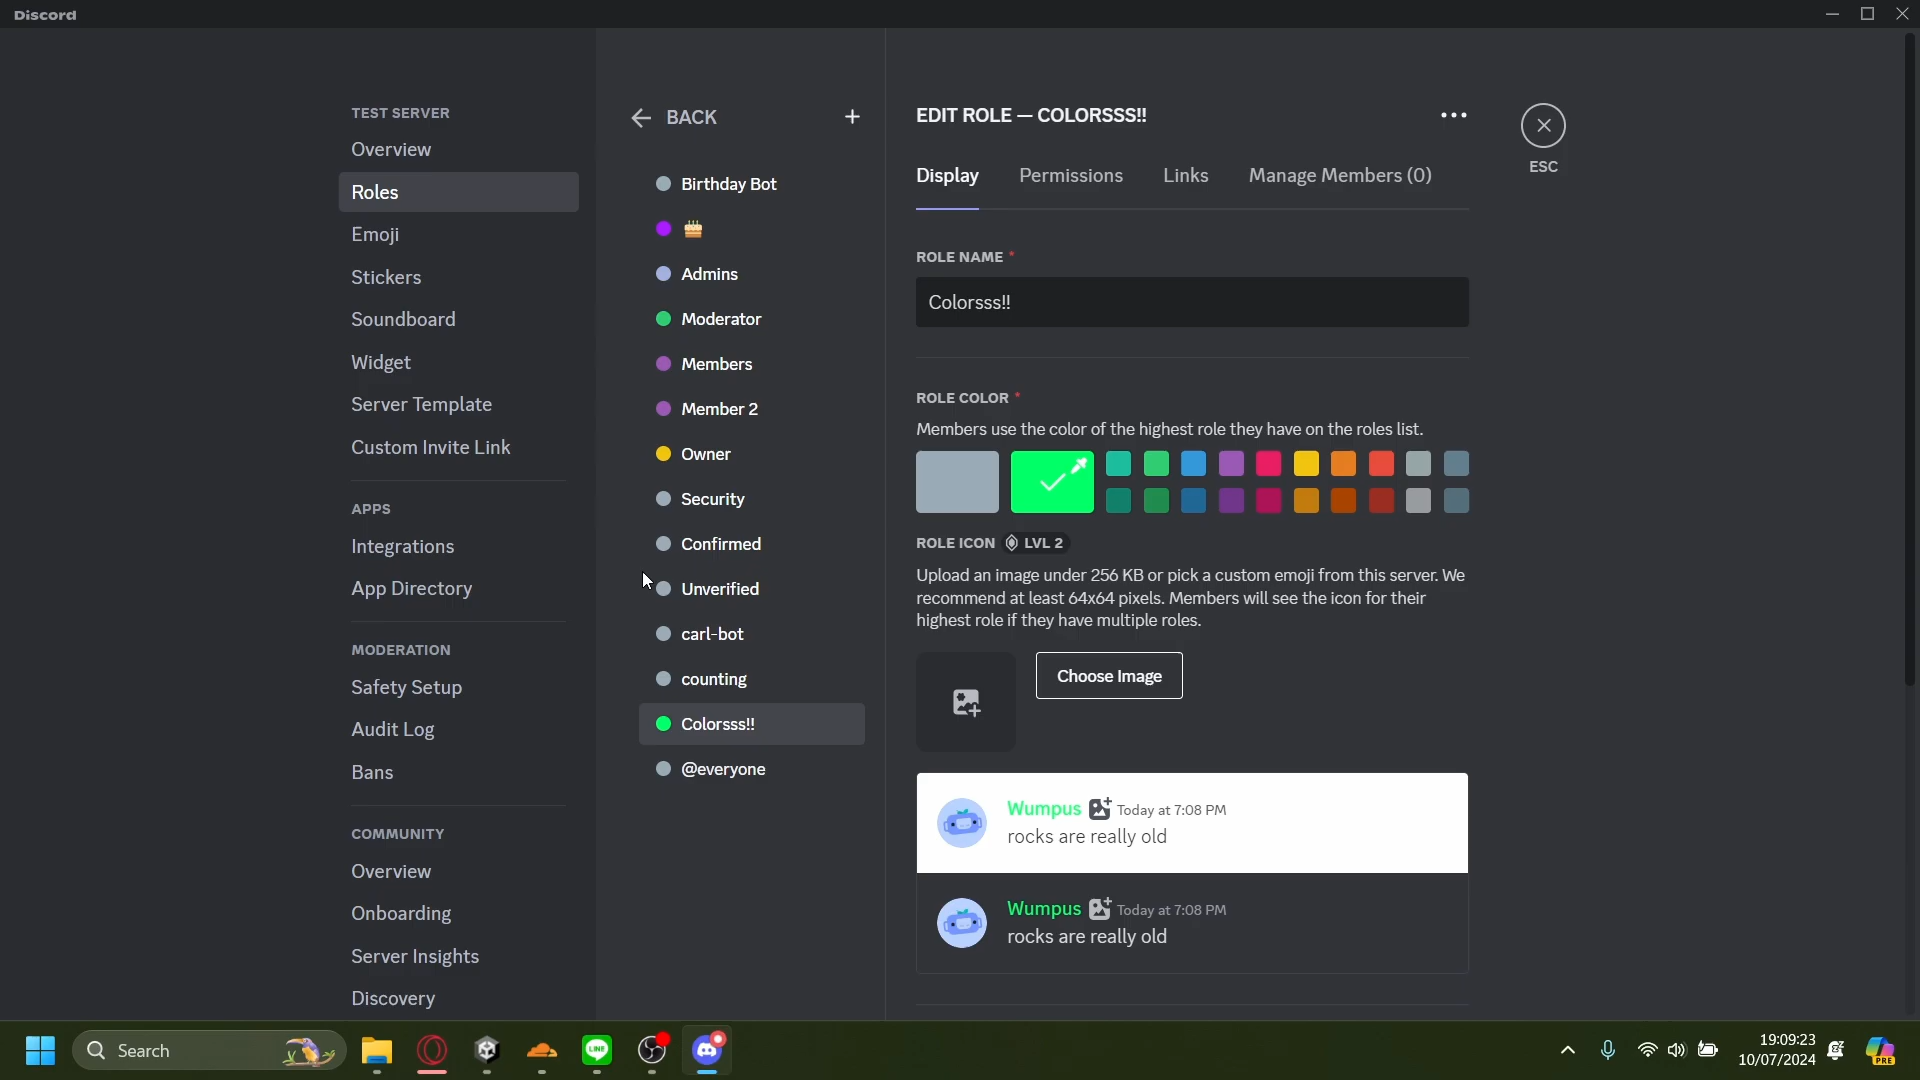 Discord
TEST SERVER
Overview
Roles
Emoji
Stickers
Soundboard
Widget
Server Template
Custom Invite Link
APPS
Integrations
App Directory
MODERATION
Safety Setup
Audit Log
Bans
COMMUNITY
Overview
Onboarding
Server Insights
Discovery
BACK
Birthday Bot
Admins
Moderator
Members
Member 2
Owner
Security
Confirmed
Unverified
carl-bot
counting
Colorsss!!
@everyone
EDIT ROLE — COLORSSS!!
ESC
Display Permissions Links Manage Members (0)
ROLE NAME *
Colorsss!!
ROLE COLOR *
Members use the color of the highest role they have on the roles list.
ROLE ICON LVL 2
Upload an image under 256 KB or pick a custom emoji from this server. We
recommend at least 64x64 pixels. Members will see the icon for their
highest role if they have multiple roles.
Choose Image
Wumpus Today at 7:08 PM
rocks are really old
Wumpus Today at 7:08 PM
rocks are really old
Search
LINE
19:09:23
10/07/2024
PRE